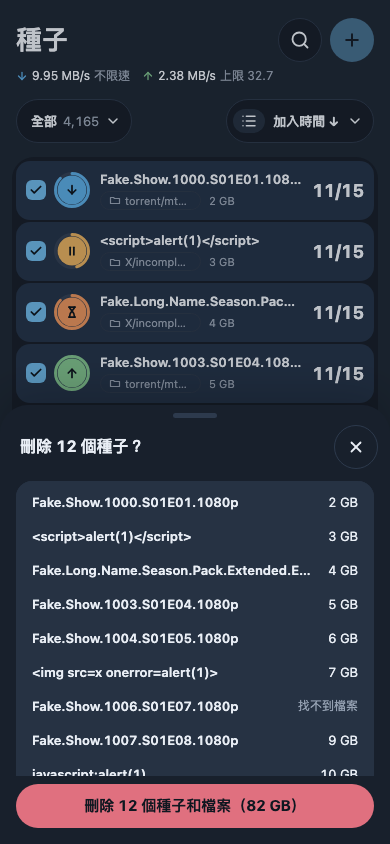 種子
9.95 MB/s 不限速 2.38 MB/s 上限 32.7
全部 4,165 加入時間
Fake.Show.1000.S01E01.108... 11/15
torrent/mt... 2 GB
<script>alert(1)</script> 11/15
X/incompl... 3 GB
Fake.Long.Name.Season.Pac... 11/15
X/incompl... 4 GB
Fake.Show.1003.S01E04.108... 11/15
torrent/mt... 5 GB
刪除 12 個種子？
Fake.Show.1000.S01E01.1080p 2 GB
<script>alert(1)</script> 3 GB
Fake.Long.Name.Season.Pack.Extended.E... 4 GB
Fake.Show.1003.S01E04.1080p 5 GB
Fake.Show.1004.S01E05.1080p 6 GB
<img src=x onerror=alert(1)> 7 GB
Fake.Show.1006.S01E07.1080p 找不到檔案
Fake.Show.1007.S01E08.1080p 9 GB
javascript:alert(1) 10 GB
刪除 12 個種子和檔案（82 GB）